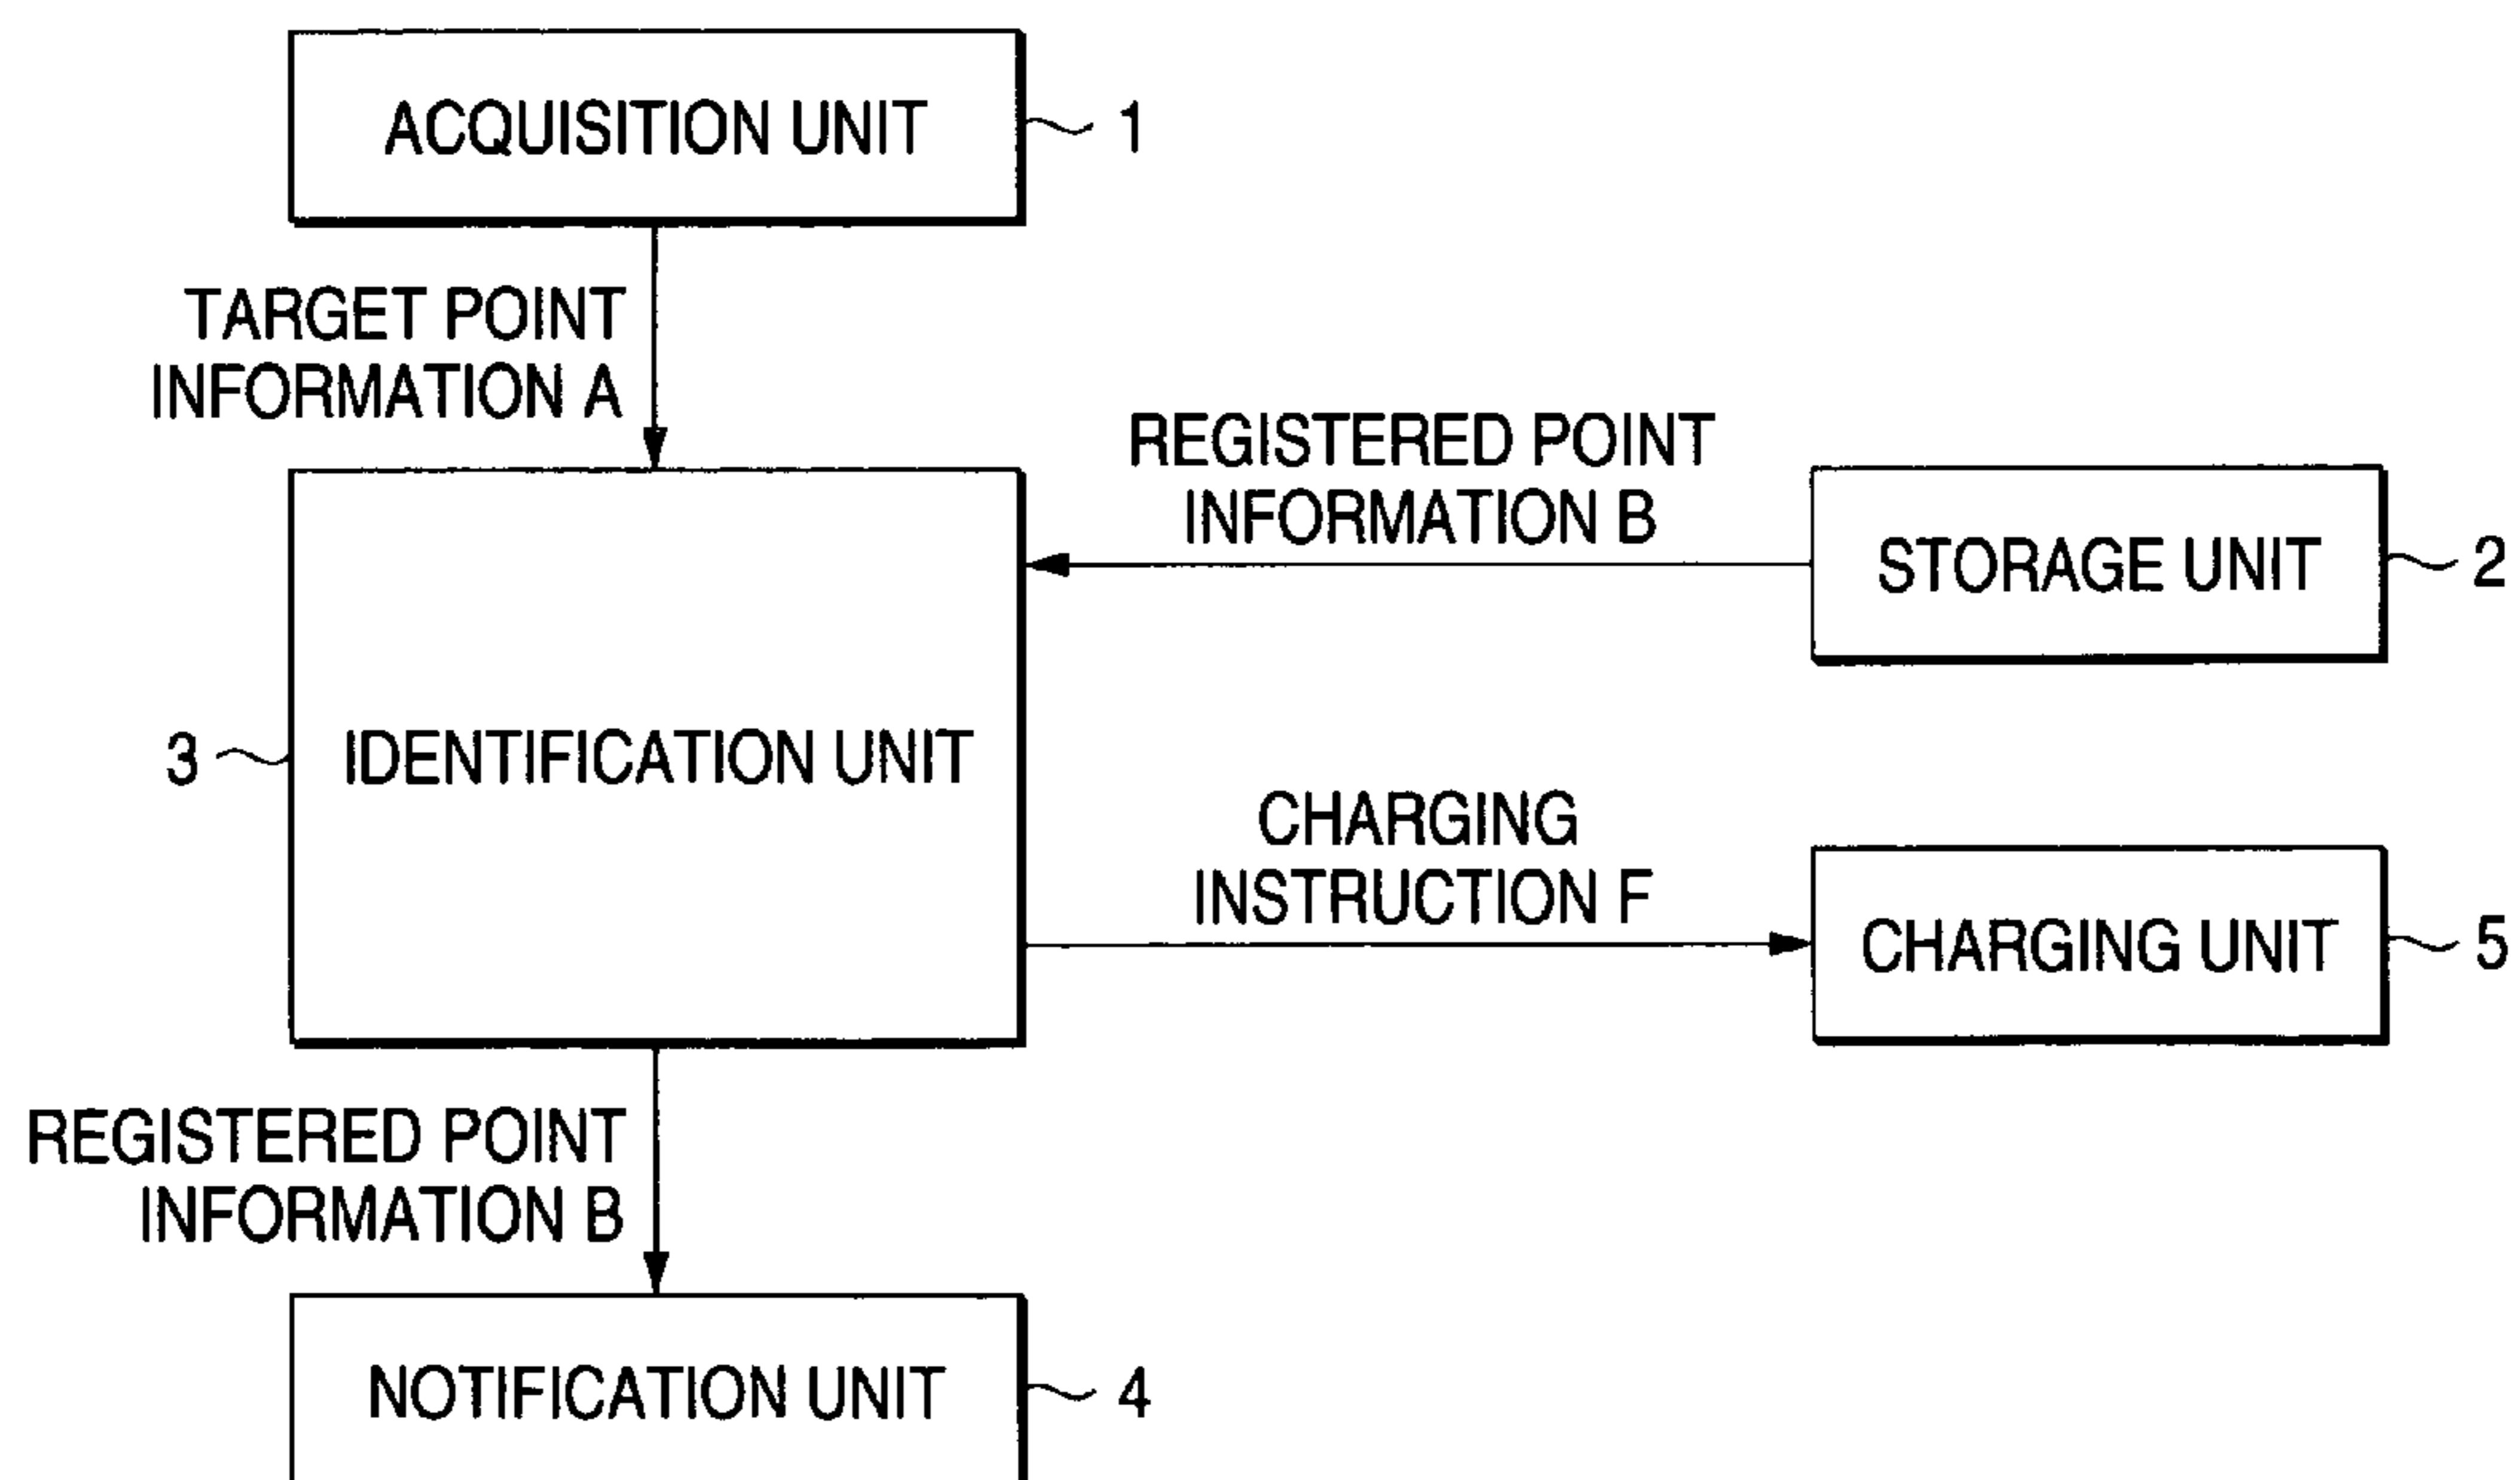 ACQUISITION UNIT
1
TARGET POINT
INFORMATION A
REGISTERED POINT
INFORMATION B
STORAGE UNIT
2
3
IDENTIFICATION UNIT
CHARGING
INSTRUCTION F
CHARGING UNIT
5
REGISTERED POINT
INFORMATION B
NOTIFICATION UNIT
4